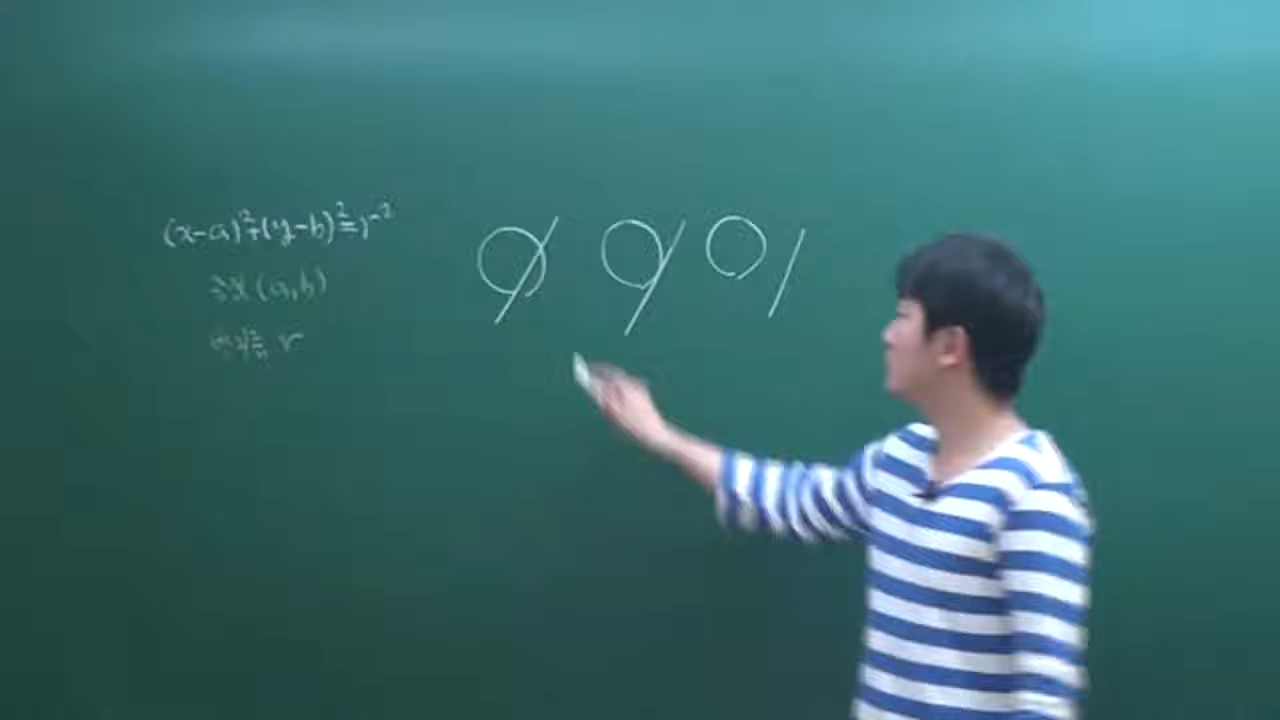 (x-a)²+(y-b)²=r²
중심 (a,b)
반지름 r